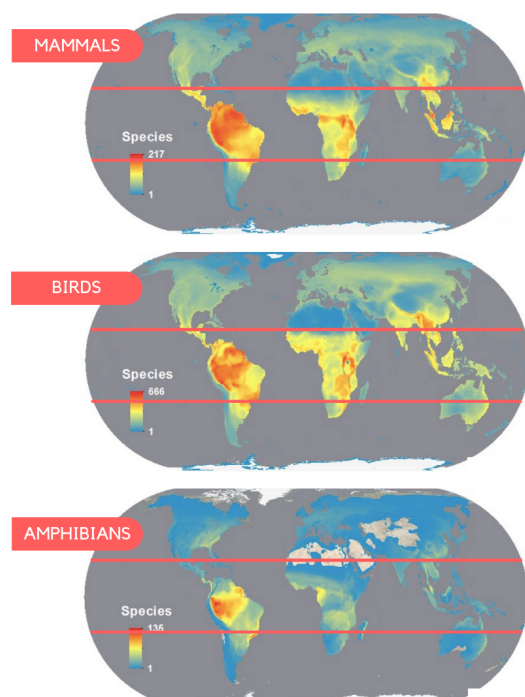 MAMMALS
Species
217
1
BIRDS
Species
666
1
AMPHIBIANS
Species
135
1